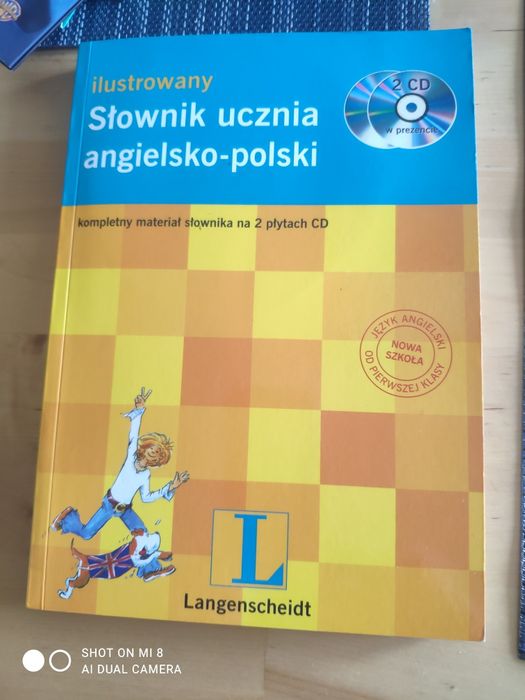 ilustrowany
Słownik ucznia
angielsko-polski
2 CD
w prezencie
kompletny materiał słownika na 2 płytach CD
JĘZYK ANGIELSKI
NOWA
SZKOŁA
OD PIERWSZEJ KLASY
L
Langenscheidt
SHOT ON MI 8
AI DUAL CAMERA